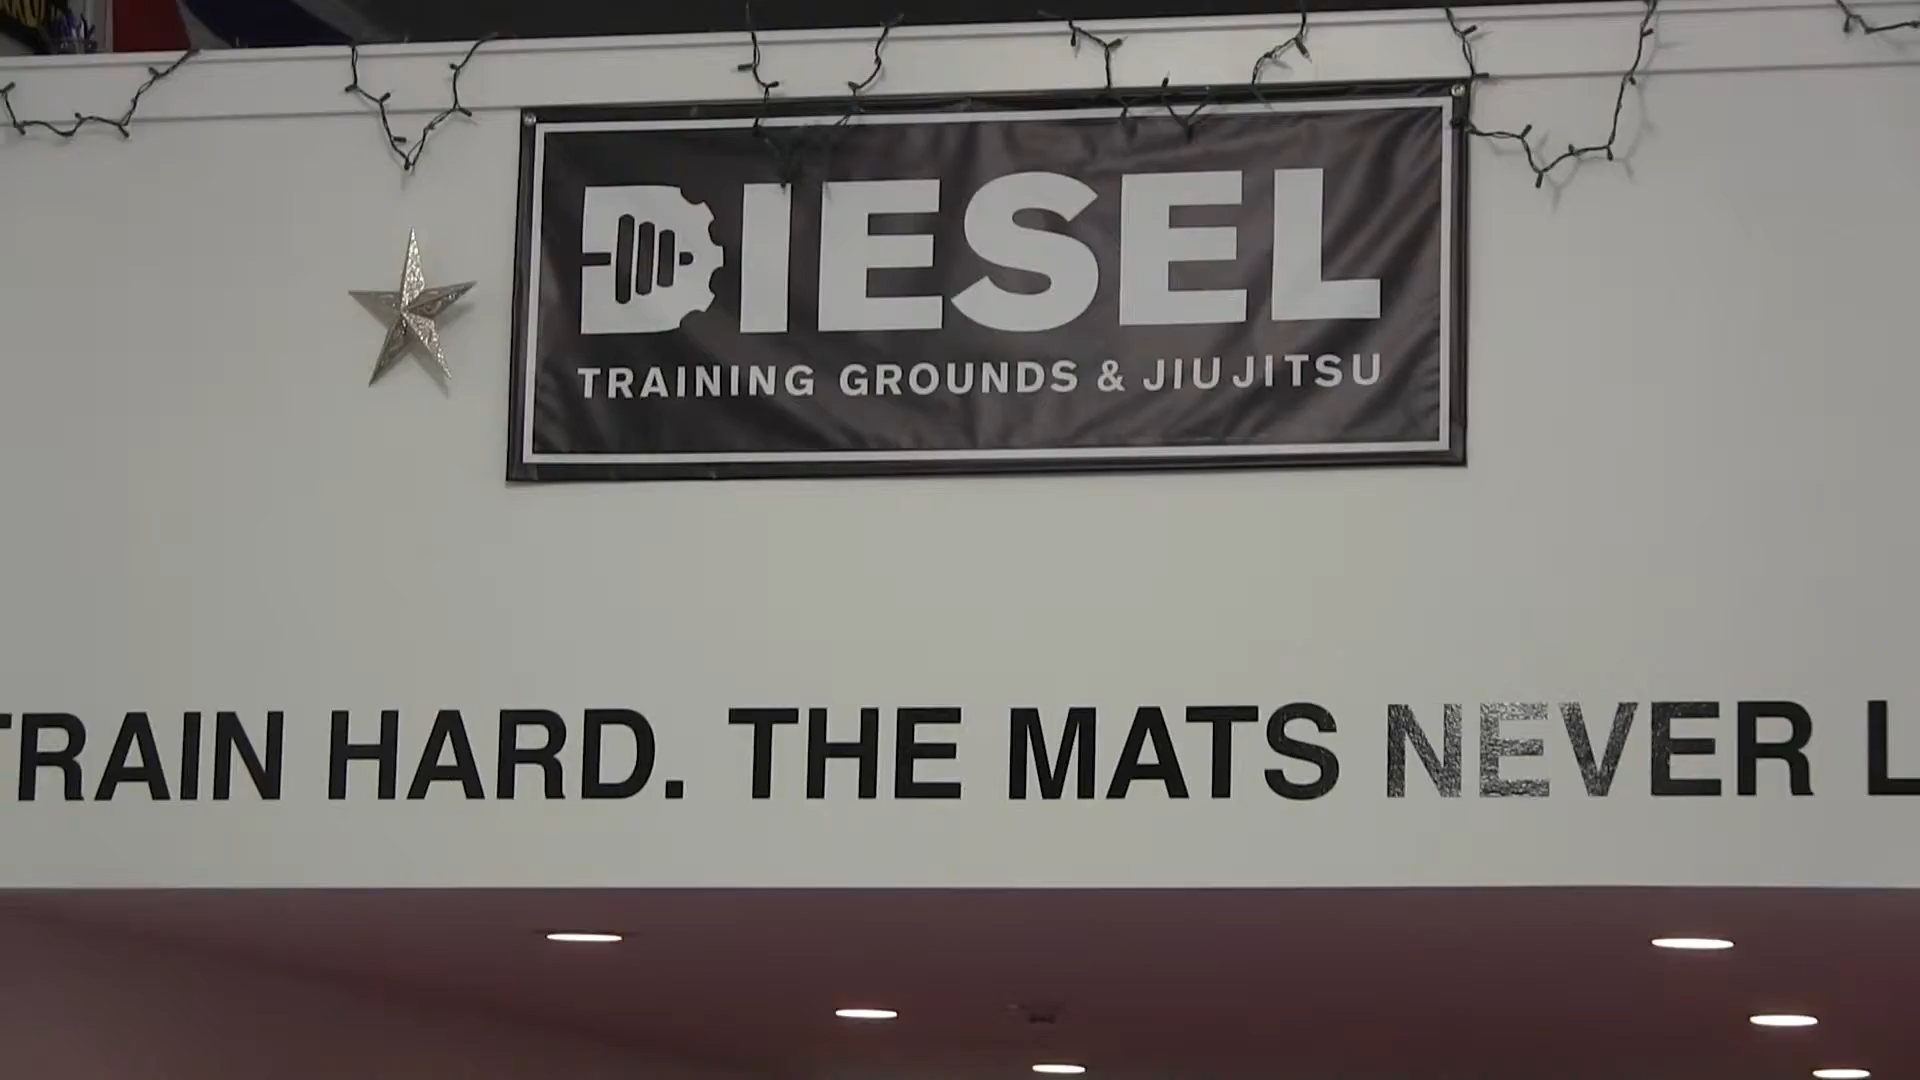 DIESEL
TRAINING GROUNDS & JIUJITSU
TRAIN HARD. THE MATS NEVER L